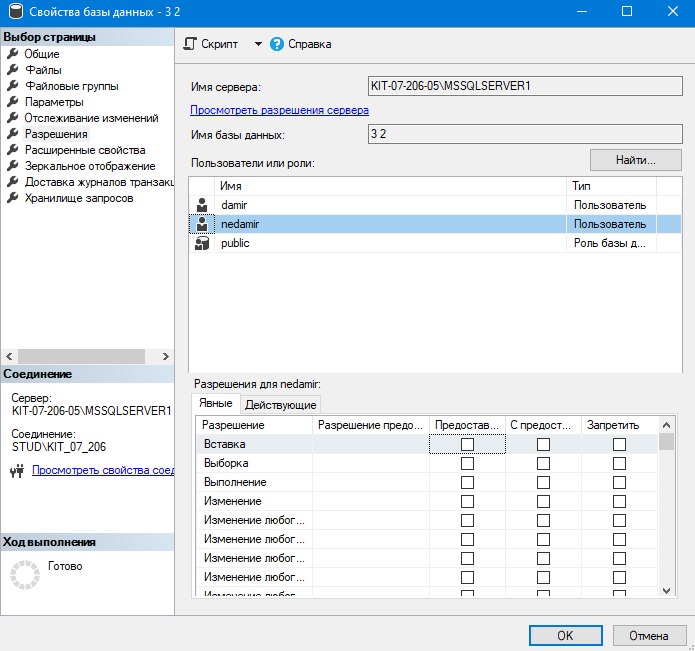 Свойства базы данных - 3 2
Выбор страницы
Общие
Файлы
Файловые группы
Параметры
Отслеживание изменений
Разрешения
Расширенные свойства
Зеркальное отображение
Доставка журналов транзакц
Хранилище запросов
Соединение
Сервер:
KIT-07-206-05\MSSQLSERVER1
Соединение:
STUD\KIT_07_206
Просмотреть свойства соед
Ход выполнения
Готово
Скрипт
Справка
Имя сервера: KIT-07-206-05\MSSQLSERVER1
Просмотреть разрешения сервера
Имя базы данных: 3 2
Пользователи или роли: Найти...
Имя Тип
damir Пользователь
nedamir Пользователь
public Роль базы д...
Разрешения для nedamir:
Явные Действующие
Разрешение Разрешение предо... Предостав... С предост... Запретить
Вставка
Выборка
Выполнение
Изменение
Изменение любог...
Изменение любог...
Изменение любог...
Изменение любог...
Изменение любог...
OK Отмена